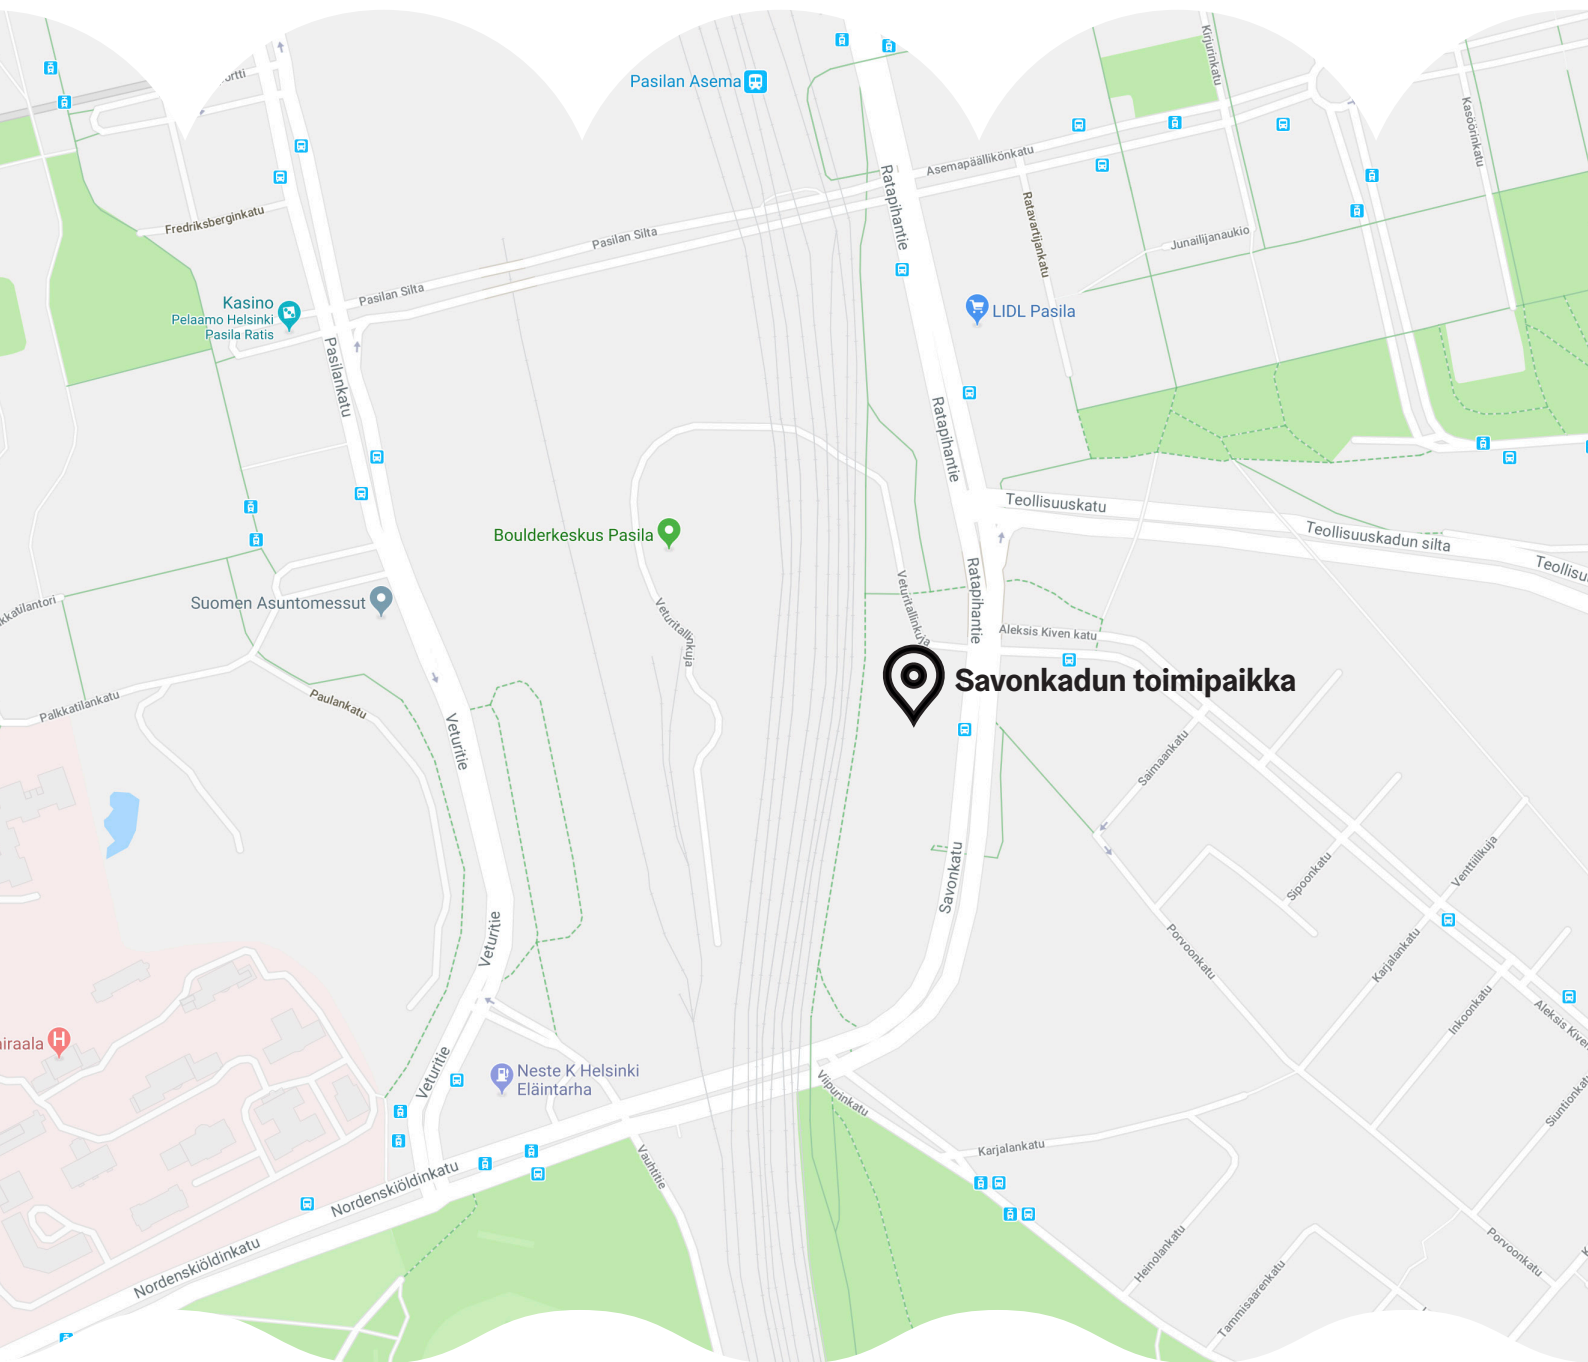 Pasilan Asema
Kirjurinkatu
Kasöörinkatu
Asemapäällikönkatu
Ratapihantie
Fredriksberginkatu
Pasilan Silta
Ratavartijankatu
Junailijanaukio
Pasilan Silta
Kasino
Pelaamo Helsinki
Pasila Ratis
LIDL Pasila
Pasilankatu
Ratapihantie
Teollisuuskatu
Teollisuuskadun silta
Boulderkeskus Pasila
Ratapihantie
Veturitallinkuja
Suomen Asuntomessut
Veturitallinkuja
Aleksis Kiven katu
Savonkadun toimipaikka
Palkkatilankatu
Paulankatu
Veturitie
Saimaankatu
Savonkatu
Sipoonkatu
Venttiilikuja
Veturitie
Porvoonkatu
Karjalankatu
Inkoonkatu
Veturitie
Neste K Helsinki
Eläintarha
Viipurinkatu
Karjalankatu
Vauhtitie
Nordenskiöldinkatu
Nordenskiöldinkatu
Heinolankatu
Porvoonkatu
Tammisaarenkatu